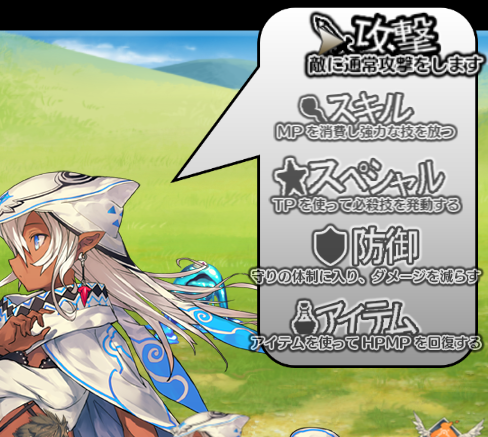 攻撃
敵に通常攻撃をします
スキル
MPを消費し強力な技を放つ
スペシャル
TPを使って必殺技を発動する
防御
守りの体制に入り、ダメージを減らす
アイテム
アイテムを使ってHPMPを回復する